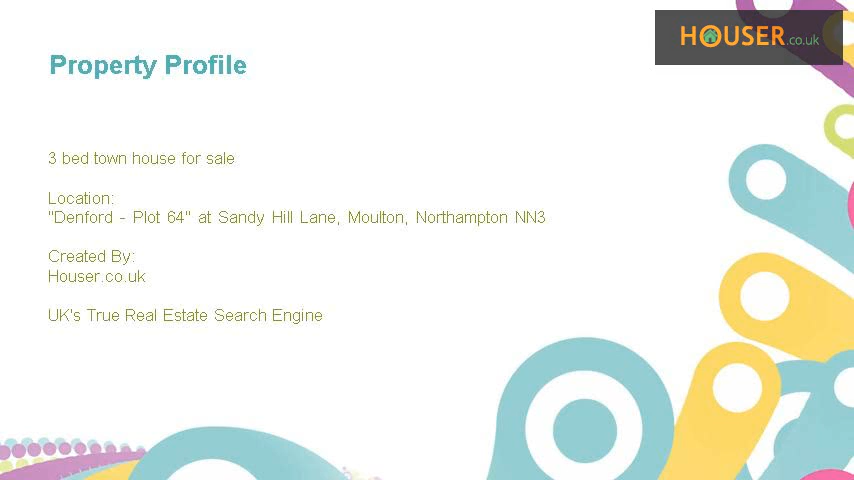 HOUSER.co.uk
Property Profile
3 bed town house for sale
Location:
"Denford - Plot 64" at Sandy Hill Lane, Moulton, Northampton NN3
Created By:
Houser.co.uk
UK's True Real Estate Search Engine